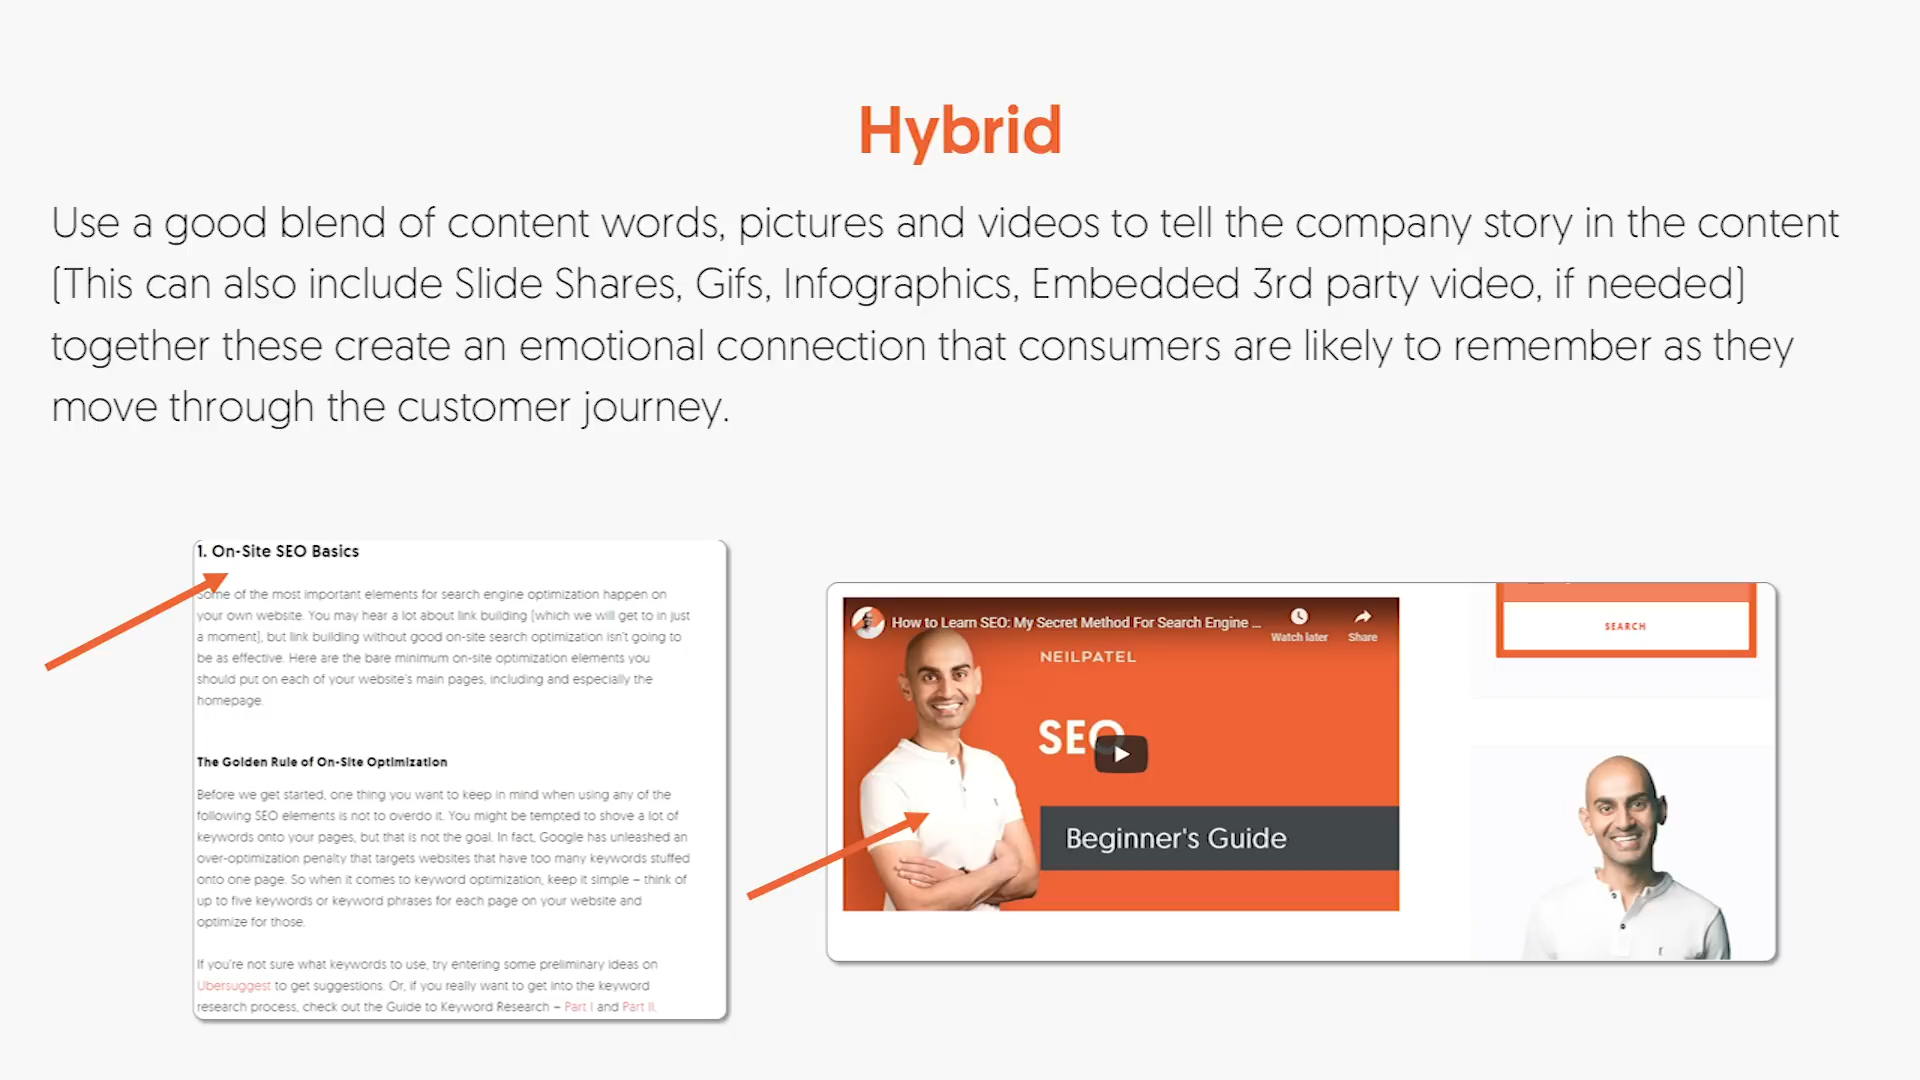 Hybrid
Use a good blend of content words, pictures and videos to tell the company story in the content
(This can also include Slide Shares, Gifs, Infographics, Embedded 3rd party video, if needed)
together these create an emotional connection that consumers are likely to remember as they
move through the customer journey.
1. On-Site SEO Basics
Some of the most important elements for search engine optimization happen on
your own website. You may hear a lot about link building (which we will get to in just
a moment), but link building without good on-site search optimization isn't going to
be as effective. Here are the bare minimum on-site optimization elements you
should put on each of your website's main pages, including and especially the
homepage.
The Golden Rule of On-Site Optimization
Before we get started, one thing you want to keep in mind when using any of the
following SEO elements is not to overdo it. You might be tempted to shove a lot of
keywords onto your pages, but that is not the goal. In fact, Google has unleashed an
over-optimization penalty that targets websites that have too many keywords stuffed
onto one page. So when it comes to keyword optimization, keep it simple – think of
up to five keywords or keyword phrases for each page on your website and
optimize for those.
If you're not sure what keywords to use, try entering some preliminary ideas on
Ubersuggest to get suggestions. Or, if you really want to get into the keyword
research process, check out the Guide to Keyword Research – Part I and Part II.
How to Learn SEO: My Secret Method For Search Engine ...
Watch later
Share
NEILPATEL
SEO
Beginner's Guide
SEARCH